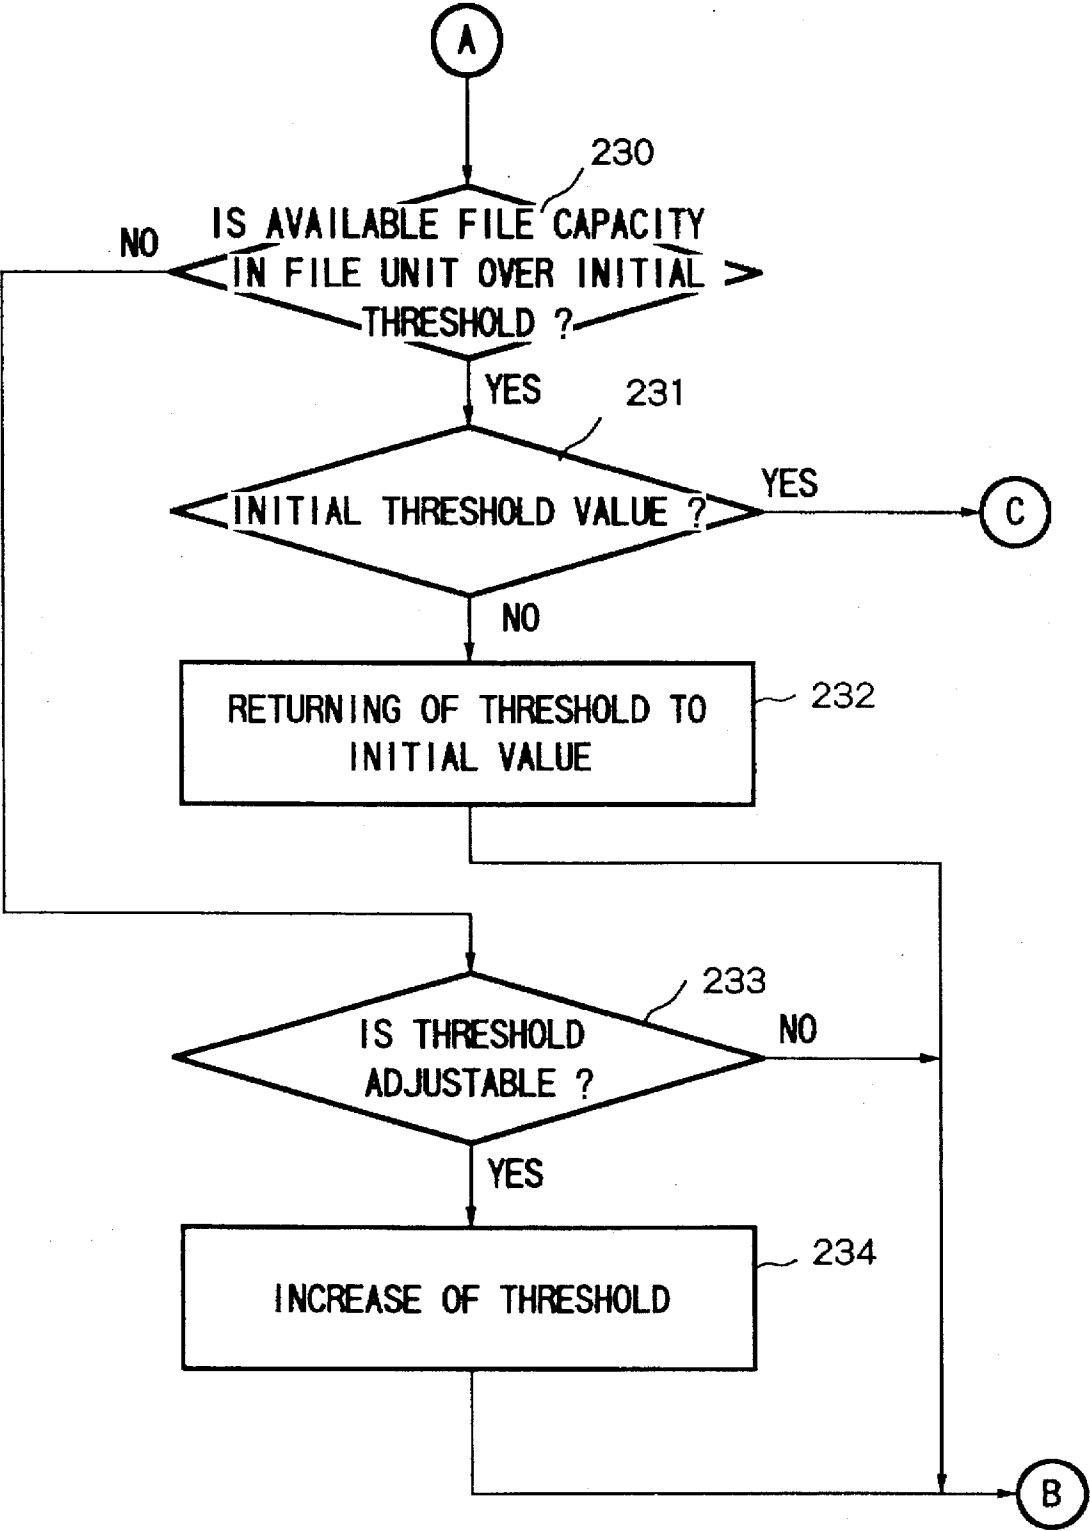 A
230
IS AVAILABLE FILE CAPACITY
NO
IN FILE UNIT OVER INITIAL
THRESHOLD ?
YES
231
YES
INITIAL THRESHOLD VALUE ?
C
NO
232
RETURNING OF THRESHOLD TO
INITIAL VALUE
233
IS THRESHOLD
NO
ADJUSTABLE ?
YES
234
INCREASE OF THRESHOLD
B